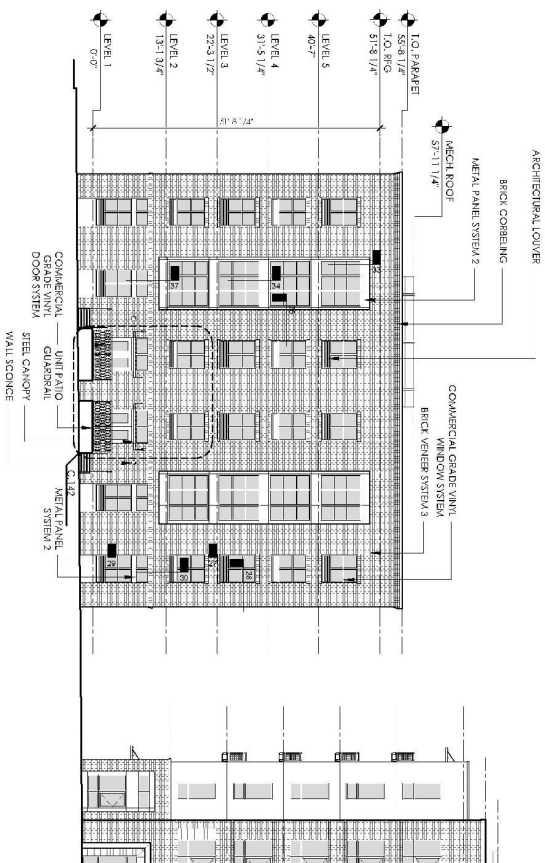 ARCHITECTURAL LOUVER
BRICK CORBELING
METAL PANEL SYSTEM 2
MECH. ROOF
57'-11 1/4"
T.O. PARAPET
55'-8 1/4"
T.O. RFG
51'-8 1/4"
LEVEL 5
40'-7"
LEVEL 4
31'-5 1/4"
LEVEL 3
22'-3 1/2"
LEVEL 2
13'-1 3/4"
LEVEL 1
0'-0"
51'-8 1/4"
COMMERCIAL GRADE VINYL
WINDOW SYSTEM
BRICK VENEER SYSTEM 3
33
34
37
28
30
29
COMMERCIAL
GRADE VINYL
DOOR SYSTEM
UNIT PATIO
GUARDRAIL
STEEL CANOPY
WALL SCONCE
C.142
METAL PANEL
SYSTEM 2